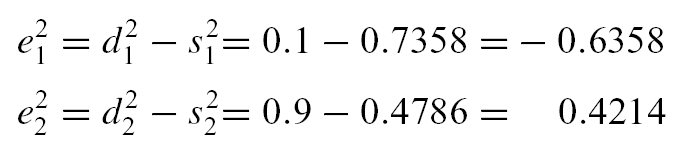 e₁² = d₁² − s₁² = 0.1 − 0.7358 = − 0.6358
e₂² = d₂² − s₂² = 0.9 − 0.4786 = 0.4214